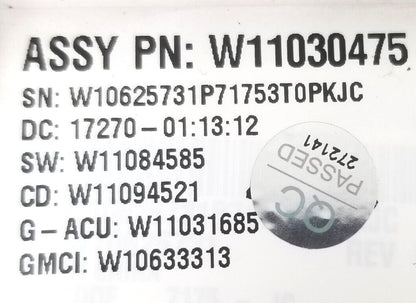 ASSY PN: W11030475
SN: W10625731P71753T0PKJC
DC: 17270-01:13:12
SW: W11084585
CD: W11094521
G-ACU: W11031685
GMCI: W10633313
QC
PASSED
272141
REV